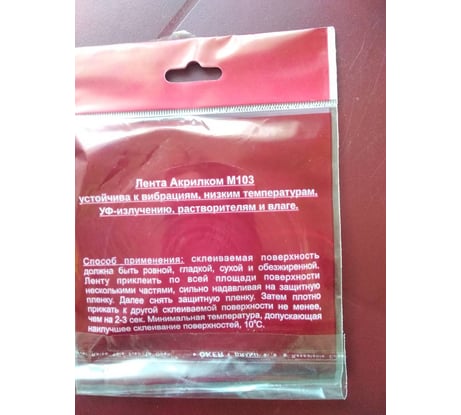 Лента Акрилком М103
устойчива к вибрациям, низким температурам,
УФ-излучению, растворителям и влаге.
Способ применения: склеиваемая поверхность
должна быть ровной, гладкой, сухой и обезжиренной.
Ленту приклеить по всей площади поверхности
несколькими частями, сильно надавливая на защитную
пленку. Далее снять защитную пленку. Затем плотно
прижать к другой склеиваемой поверхности не менее,
чем на 2-3 сек. Минимальная температура, допускающая
наилучшее склеивание поверхностей, 10°С.